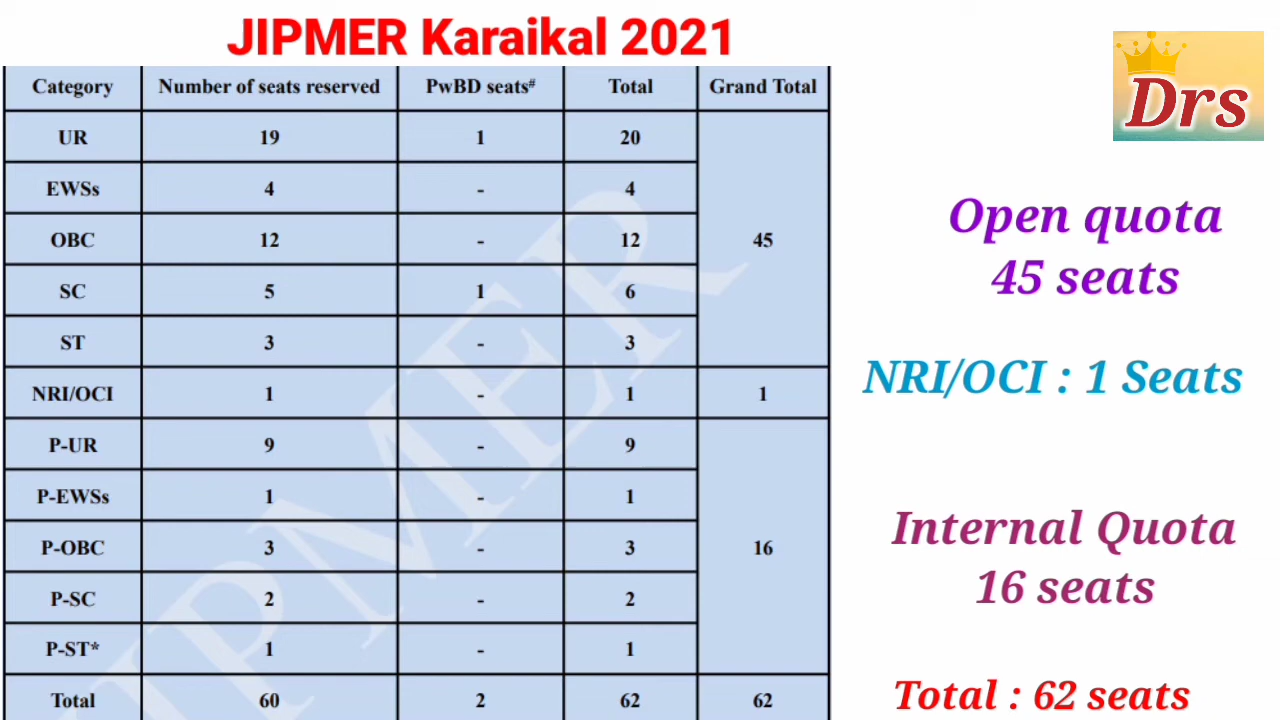 JIPMER Karaikal 2021
Drs
Category Number of seats reserved PwBD seats# Total Grand Total
UR 19 1 20
EWSs 4 - 4
OBC 12 - 12 45
SC 5 1 6
ST 3 - 3
NRI/OCI 1 - 1 1
P-UR 9 - 9
P-EWSs 1 - 1
P-OBC 3 - 3 16
P-SC 2 - 2
P-ST* 1 - 1
Total 60 2 62 62
JIPMER
Open quota
45 seats
NRI/OCI : 1 Seats
Internal Quota
16 seats
Total : 62 seats